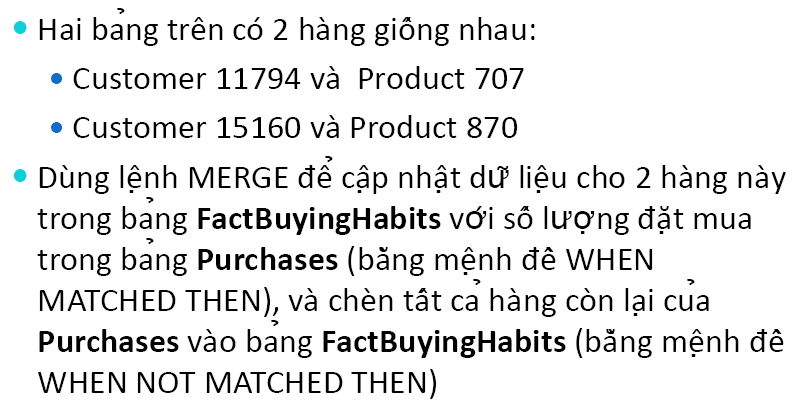 • Hai bảng trên có 2 hàng giống nhau:
• Customer 11794 và Product 707
• Customer 15160 và Product 870
• Dùng lệnh MERGE để cập nhật dữ liệu cho 2 hàng này
trong bảng FactBuyingHabits với số lượng đặt mua
trong bảng Purchases (bằng mệnh đề WHEN
MATCHED THEN), và chèn tất cả hàng còn lại của
Purchases vào bảng FactBuyingHabits (bằng mệnh đề
WHEN NOT MATCHED THEN)